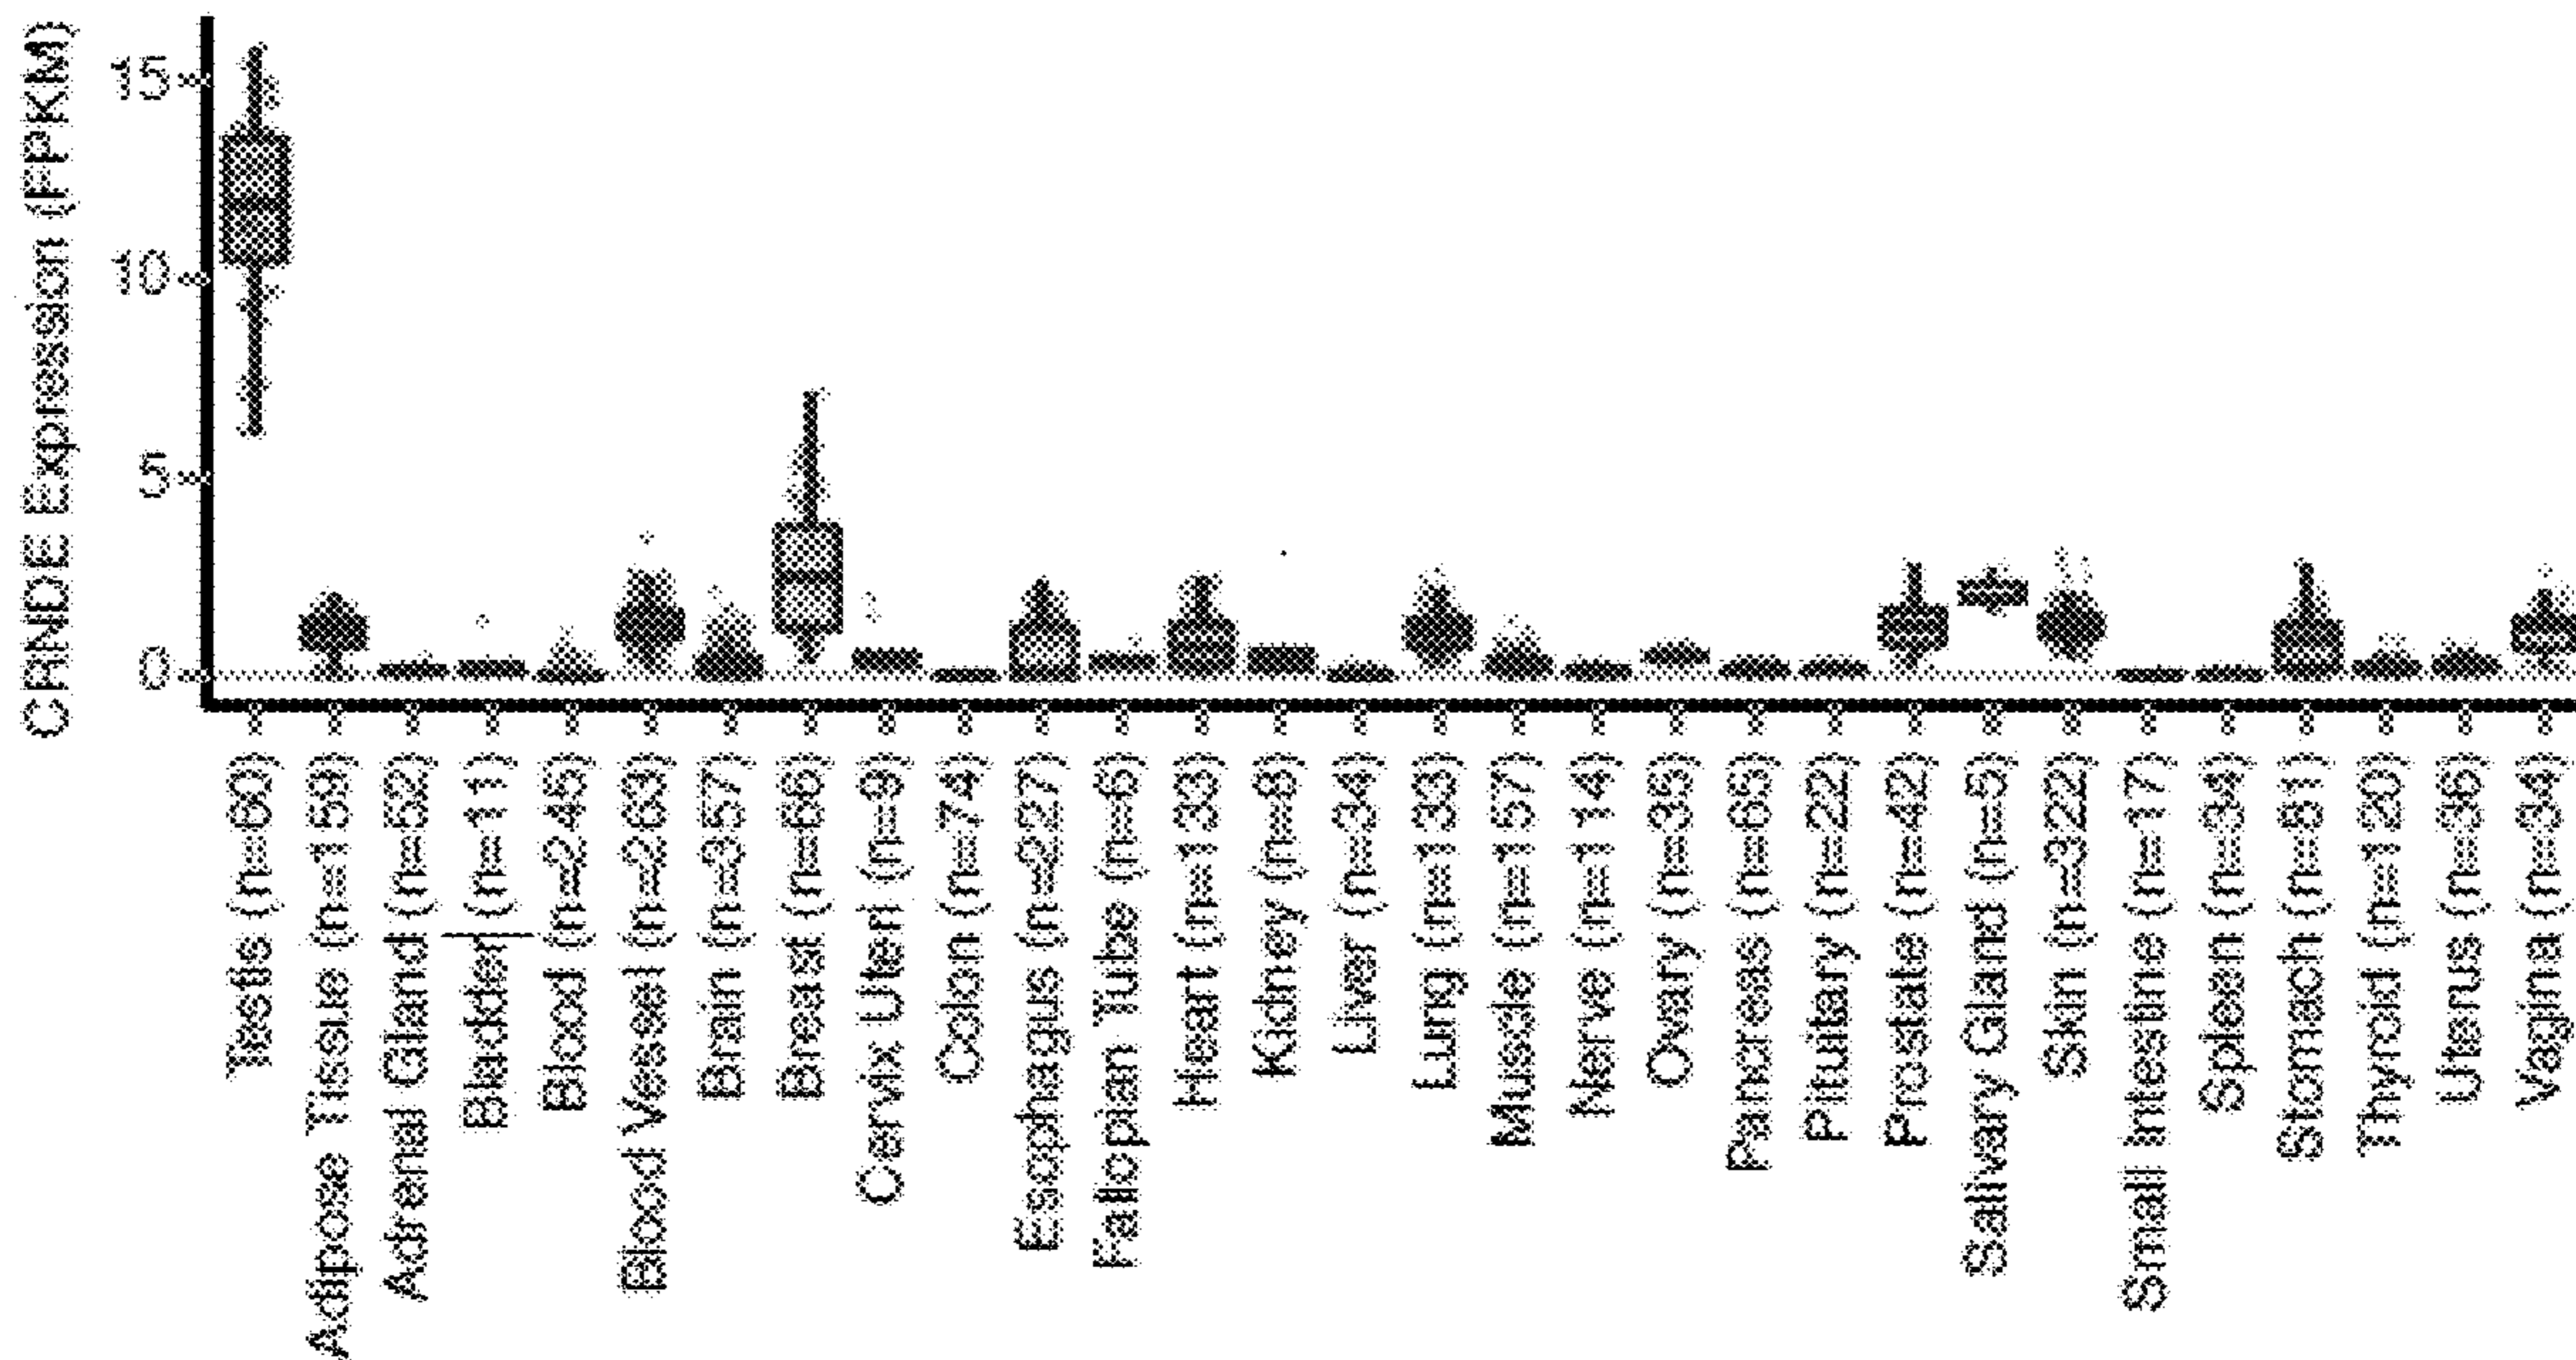 CRNDE Expression (FPKM)
15
10
5
0
Testis (n=60)
Adipose Tissue (n=159)
Adrenal Gland (n=52)
Bladder (n=11)
Blood (n=245)
Blood Vessel (n=263)
Brain (n=357)
Breast (n=66)
Cervix Uteri (n=9)
Colon (n=74)
Esophagus (n=227)
Fallopian Tube (n=6)
Heart (n=133)
Kidney (n=8)
Liver (n=34)
Lung (n=133)
Muscle (n=157)
Nerve (n=114)
Ovary (n=35)
Pancreas (n=65)
Pituitary (n=22)
Prostate (n=42)
Salivary Gland (n=5)
Skin (n=322)
Small Intestine (n=17)
Spleen (n=34)
Stomach (n=81)
Thyroid (n=120)
Uterus (n=36)
Vagina (n=34)